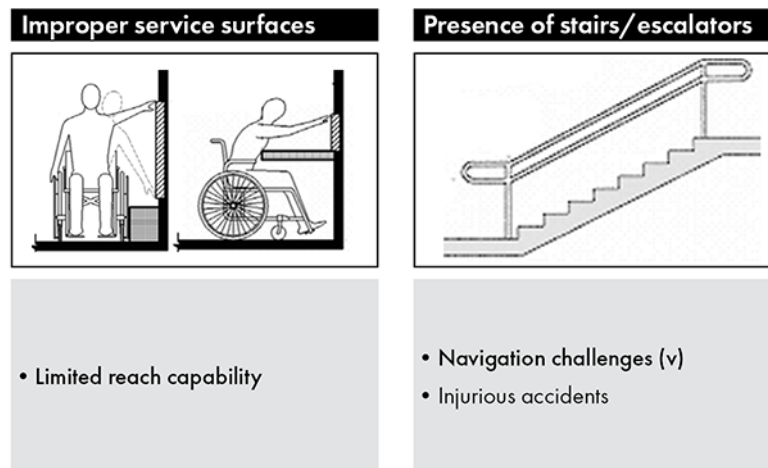 Improper service surfaces
Presence of stairs/escalators
• Limited reach capability
• Navigation challenges (v)
• Injurious accidents